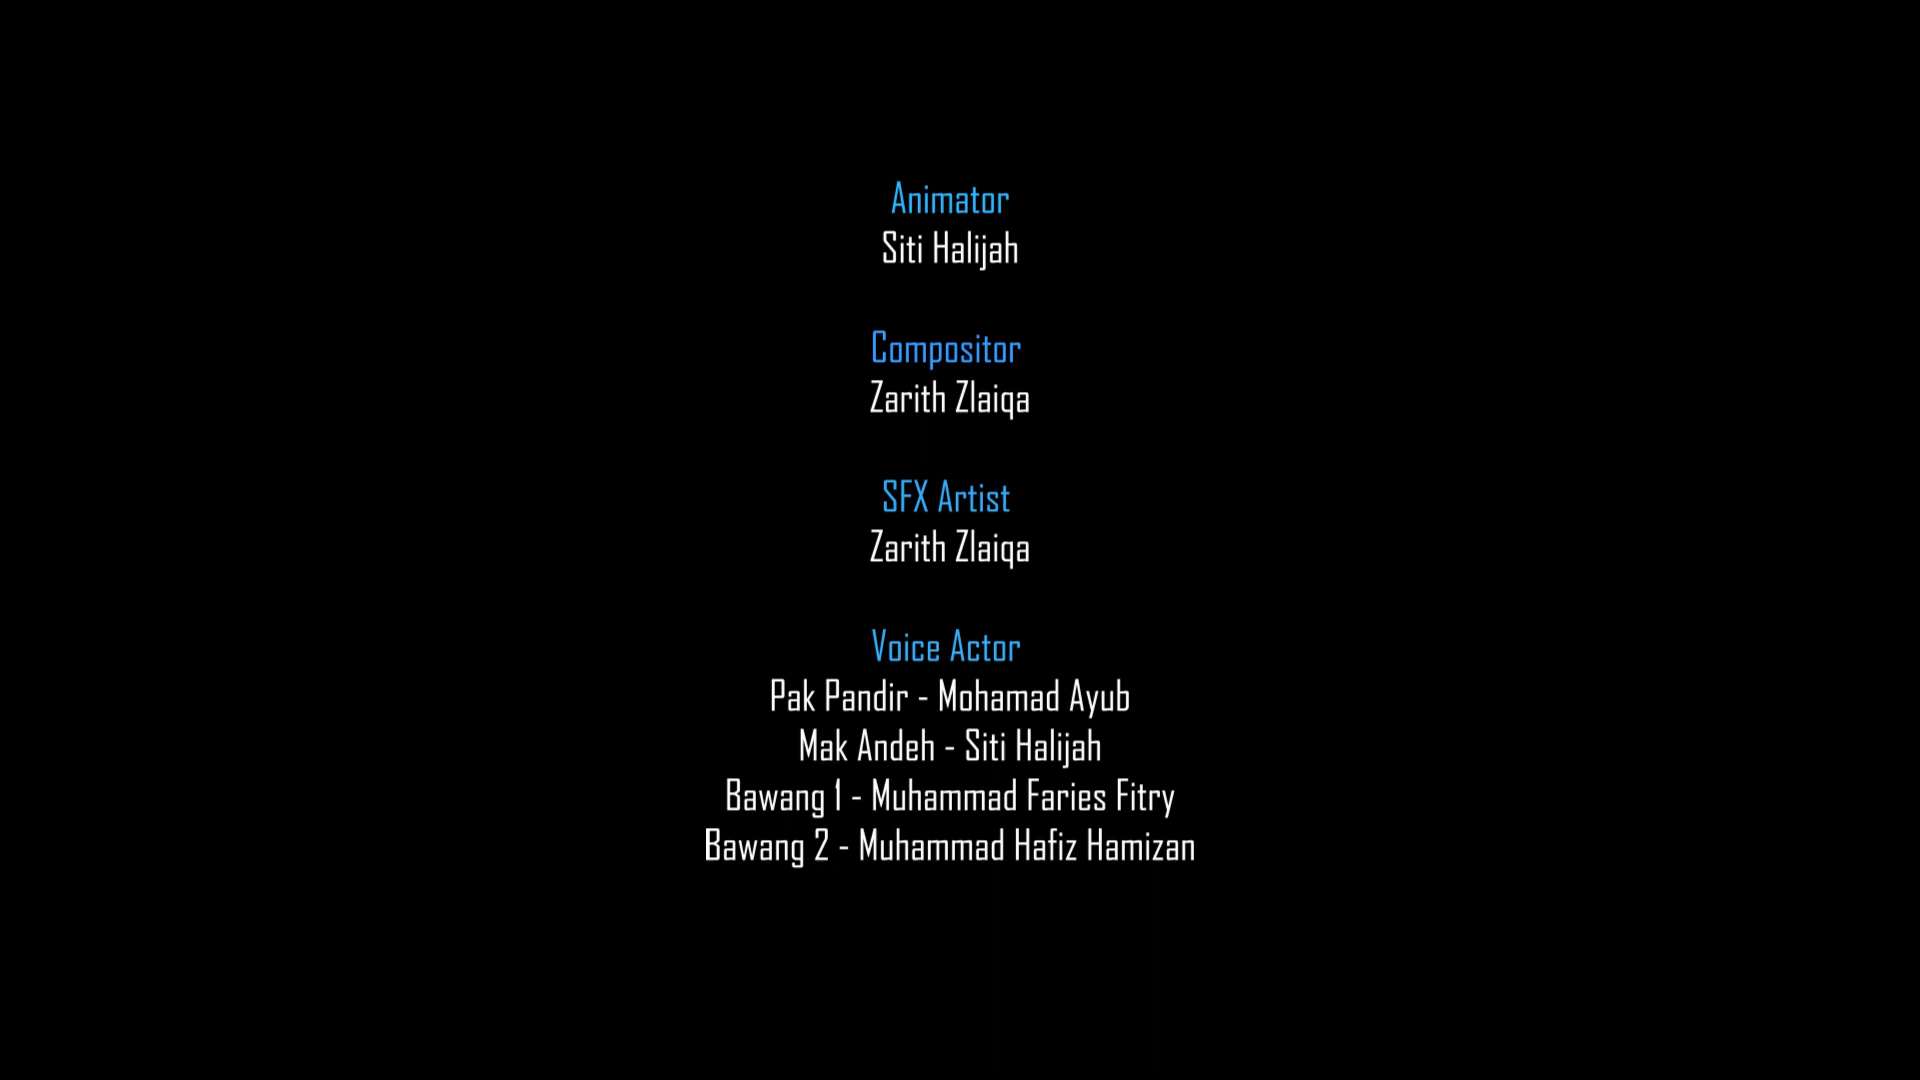 Animator
Siti Halijah
Compositor
Zarith Zlaiqa
SFX Artist
Zarith Zlaiqa
Voice Actor
Pak Pandir - Mohamad Ayub
Mak Andeh - Siti Halijah
Bawang 1 - Muhammad Faries Fitry
Bawang 2 - Muhammad Hafiz Hamizan